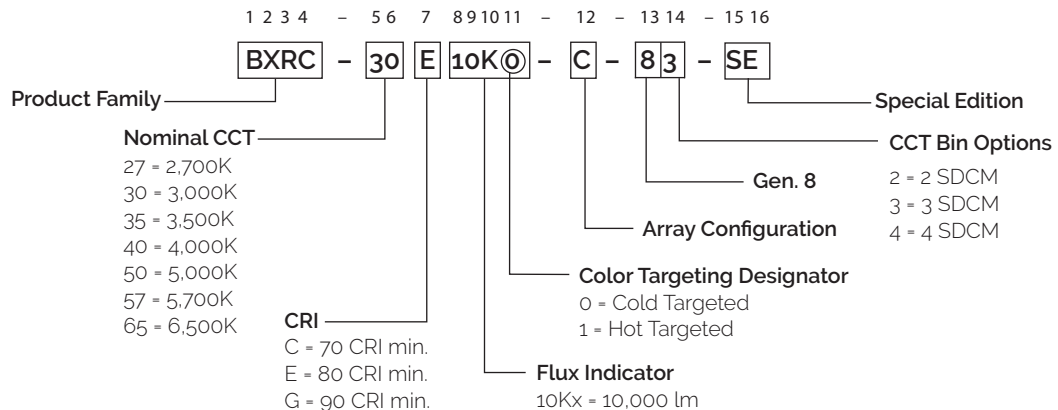 1 2 3 4 – 5 6 7 8 9 10 11 – 12 – 13 14 – 15 16
BXRC – 30 E 10K0 – C – 8 3 – SE
Product Family
Special Edition
Nominal CCT
27 = 2,700K
30 = 3,000K
35 = 3,500K
40 = 4,000K
50 = 5,000K
57 = 5,700K
65 = 6,500K
CCT Bin Options
2 = 2 SDCM
3 = 3 SDCM
4 = 4 SDCM
Gen. 8
Array Configuration
Color Targeting Designator
0 = Cold Targeted
1 = Hot Targeted
CRI
C = 70 CRI min.
E = 80 CRI min.
G = 90 CRI min.
Flux Indicator
10Kx = 10,000 lm